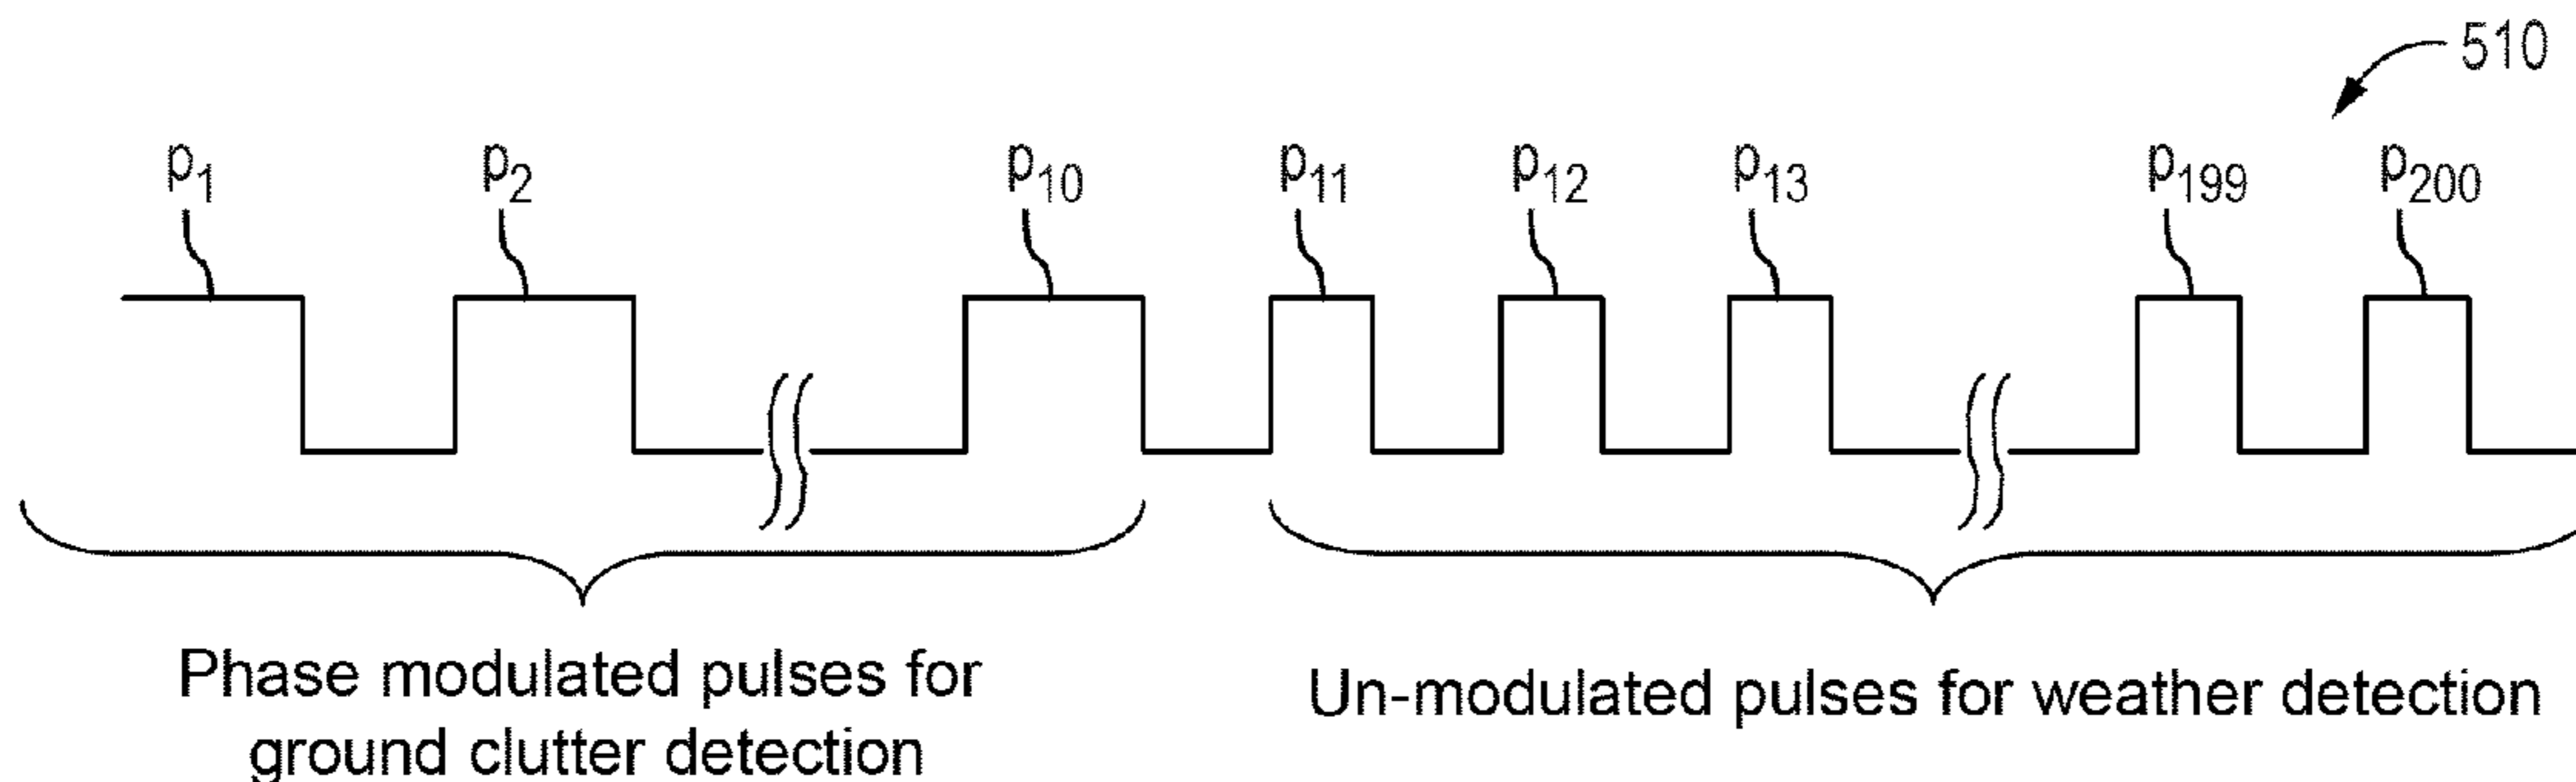 510
p1 p2 p10 p11 p12 p13 p199 p200
Phase modulated pulses for
ground clutter detection
Un-modulated pulses for weather detection